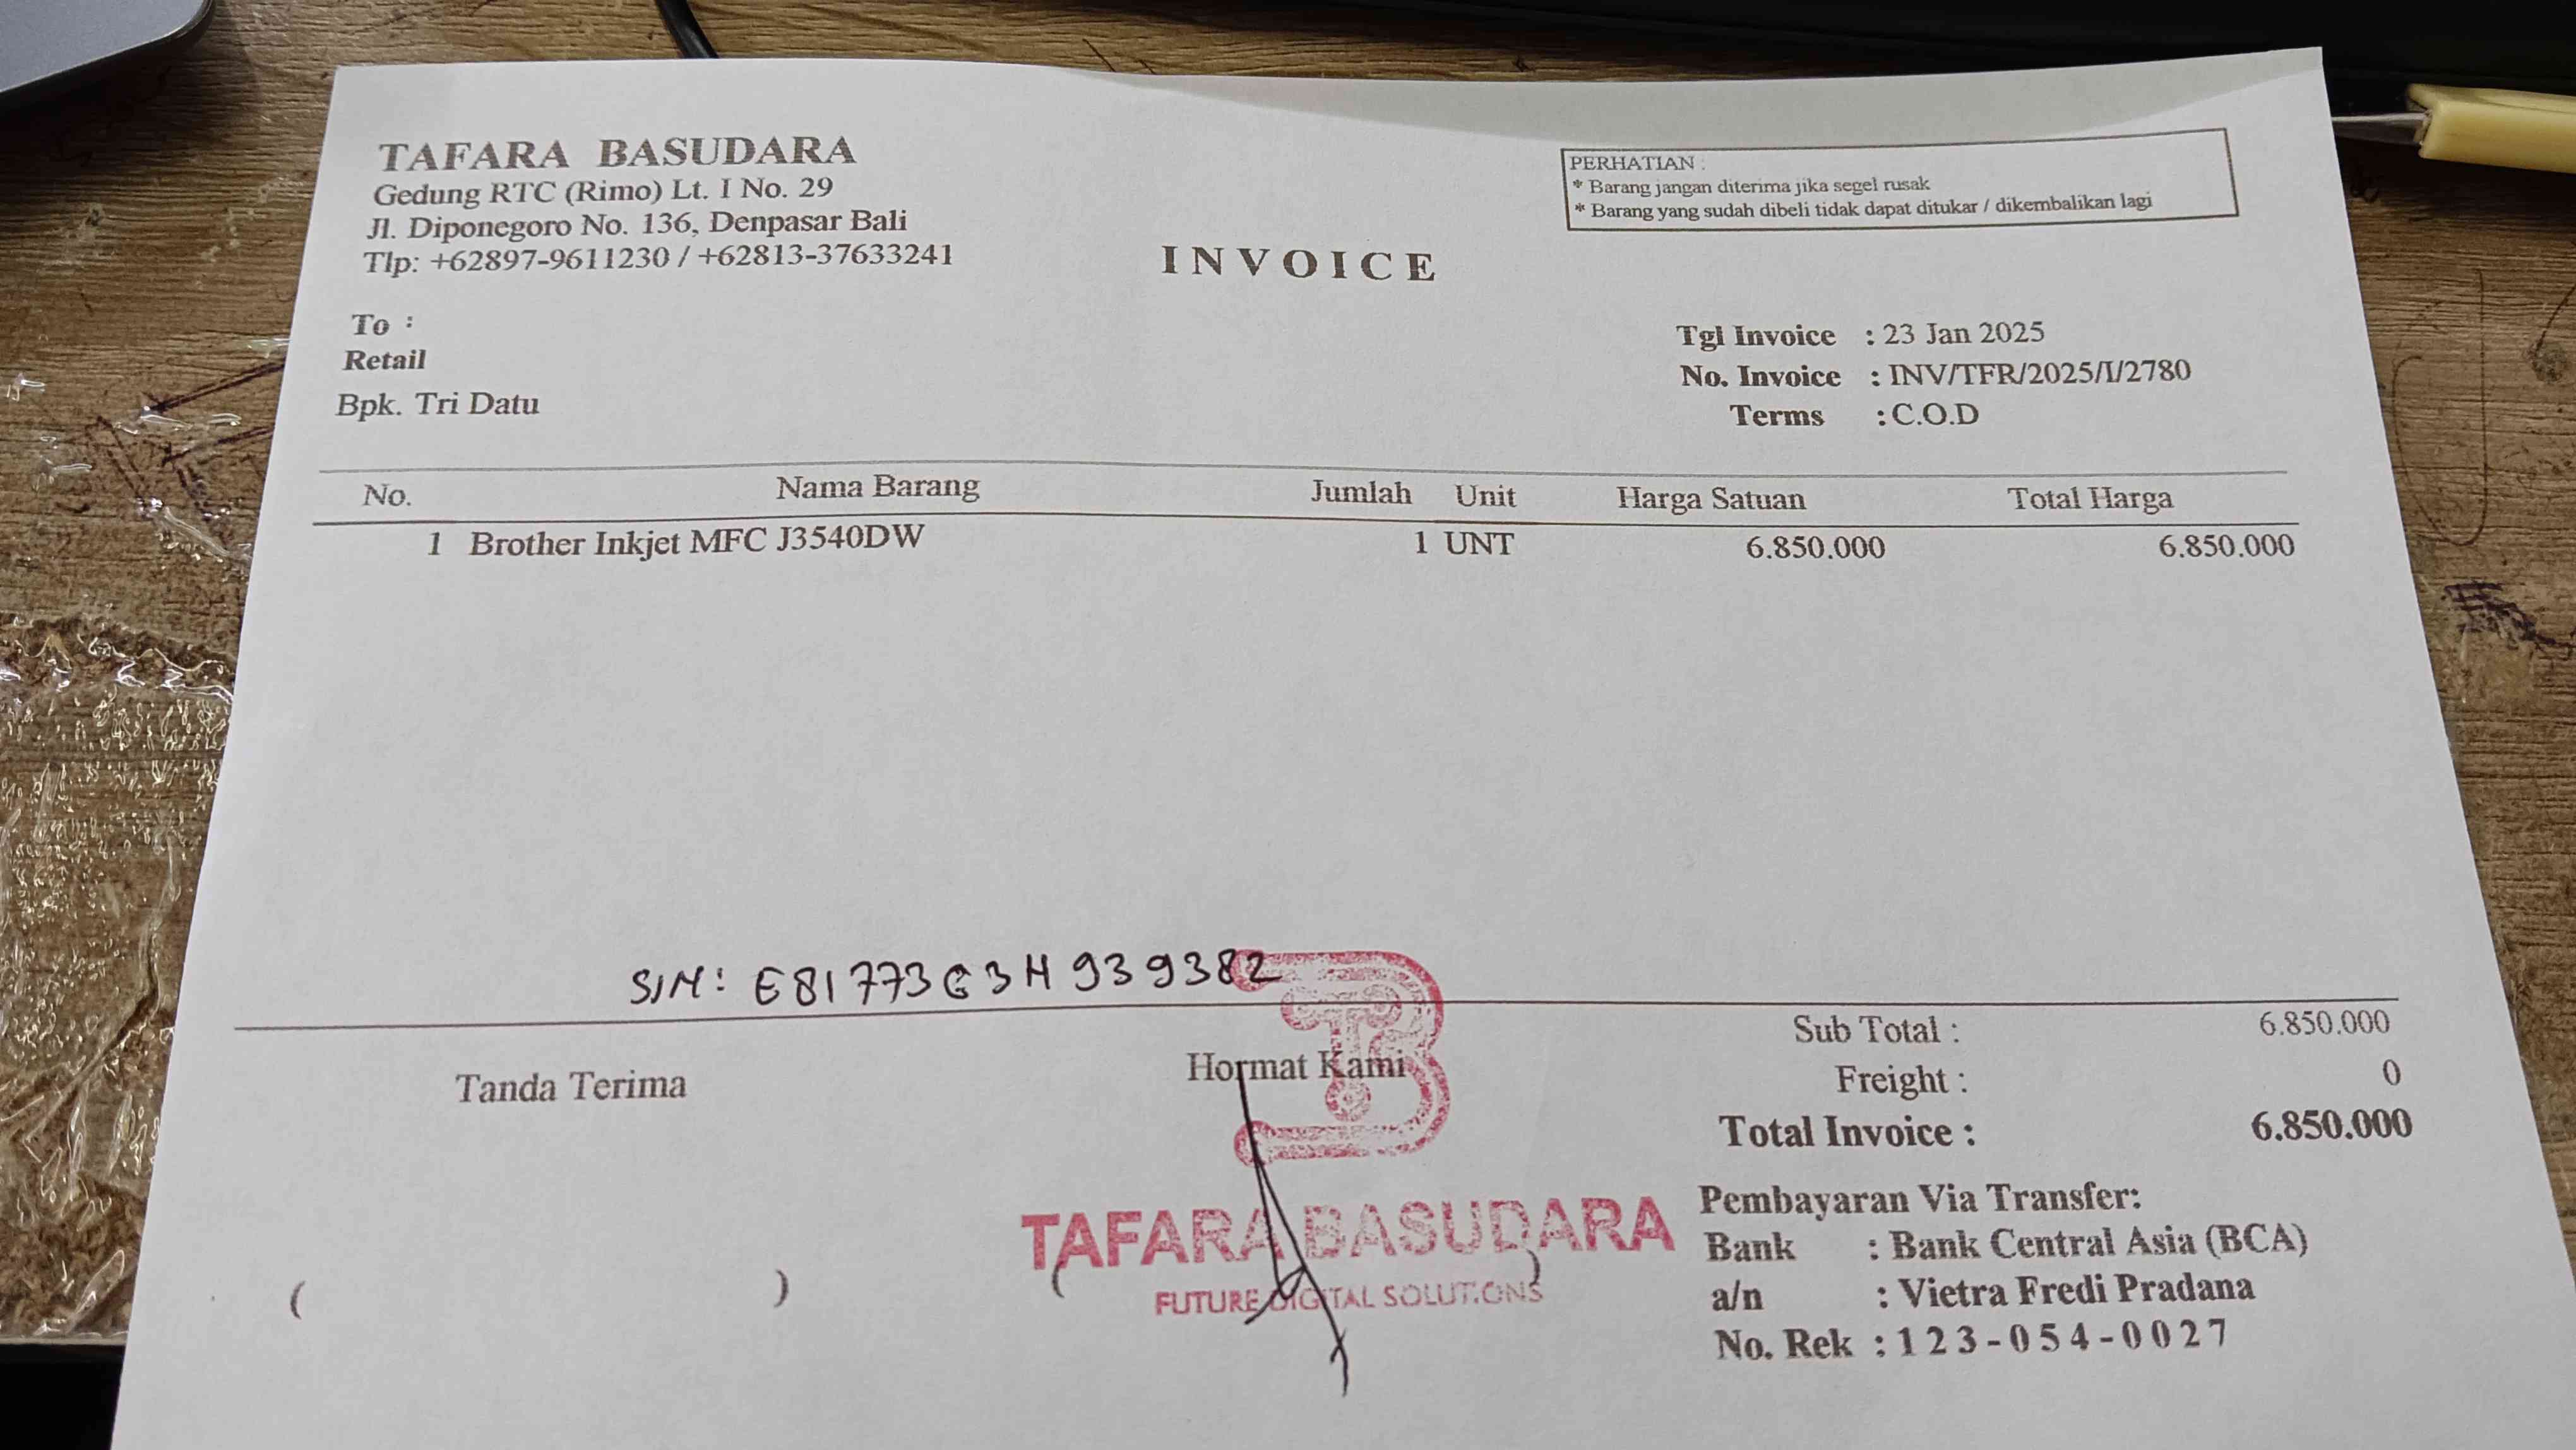 TAFARA BASUDARA
Gedung RTC (Rimo) Lt. I No. 29
Jl. Diponegoro No. 136, Denpasar Bali
Tlp: +62897-9611230 / +62813-37633241
PERHATIAN :
* Barang jangan diterima jika segel rusak
* Barang yang sudah dibeli tidak dapat ditukar / dikembalikan lagi
INVOICE
To :
Retail
Bpk. Tri Datu
Tgl Invoice : 23 Jan 2025
No. Invoice : INV/TFR/2025/I/2780
Terms : C.O.D
No. Nama Barang Jumlah Unit Harga Satuan Total Harga
1 Brother Inkjet MFC J3540DW 1 UNT 6.850.000 6.850.000
S/N: E81773G3H939382
Tanda Terima
( )
Hormat Kami
( )
TB
TAFARA BASUDARA
FUTURE DIGITAL SOLUTIONS
Sub Total : 6.850.000
Freight : 0
Total Invoice : 6.850.000
Pembayaran Via Transfer:
Bank : Bank Central Asia (BCA)
a/n : Vietra Fredi Pradana
No. Rek : 123-054-0027